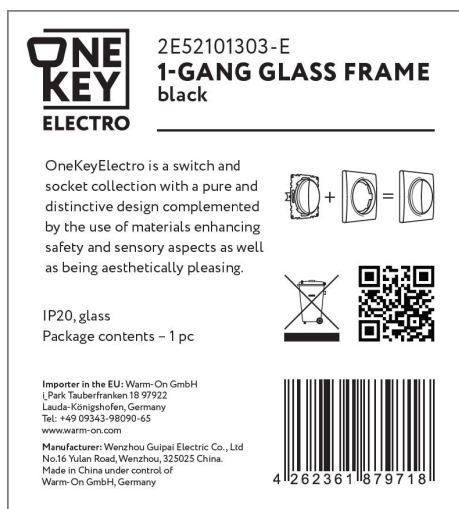 ONE
KEY
ELECTRO
2E52101303-E
1-GANG GLASS FRAME
black
OneKeyElectro is a switch and
socket collection with a pure and
distinctive design complemented
by the use of materials enhancing
safety and sensory aspects as well
as being aesthetically pleasing.
+ =
IP20, glass
Package contents – 1 pc
Importer in the EU: Warm-On GmbH
i_Park Tauberfranken 18 97922
Lauda-Königshofen, Germany
Tel: +49 09343-98090-65
www.warm-on.com
Manufacturer: Wenzhou Guipai Electric Co., Ltd
No.16 Yulan Road, Wenzhou, 325025 China.
Made in China under control of
Warm-On GmbH, Germany
4 262361 879718